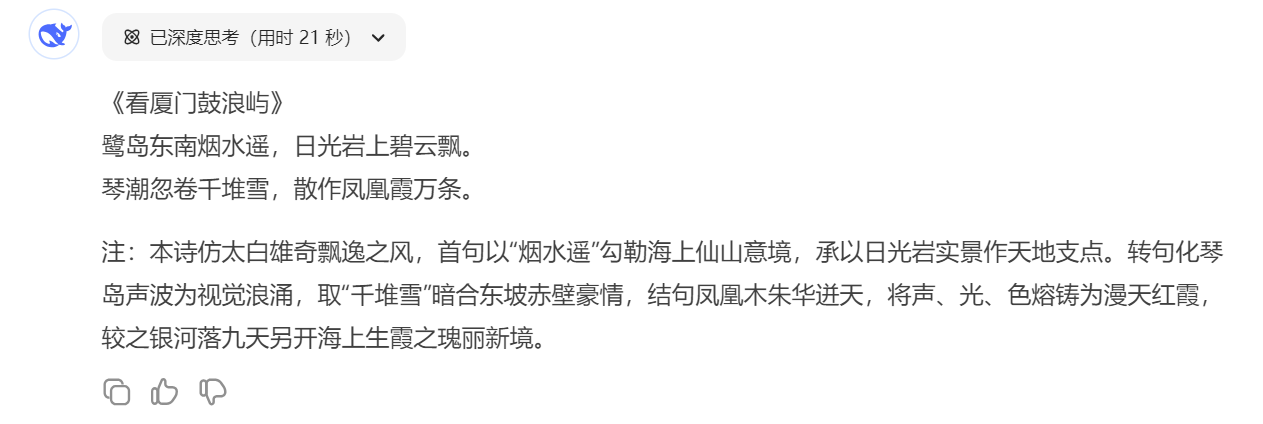 已深度思考（用时 21 秒）
《看厦门鼓浪屿》
鹭岛东南烟水遥，日光岩上碧云飘。
琴潮忽卷千堆雪，散作凤凰霞万条。
注：本诗仿太白雄奇飘逸之风，首句以“烟水遥”勾勒海上仙山意境，承以日光岩实景作天地支点。转句化琴
岛声波为视觉浪涌，取“千堆雪”暗合东坡赤壁豪情，结句凤凰木朱华迸天，将声、光、色熔铸为漫天红霞，
较之银河落九天另开海上生霞之瑰丽新境。